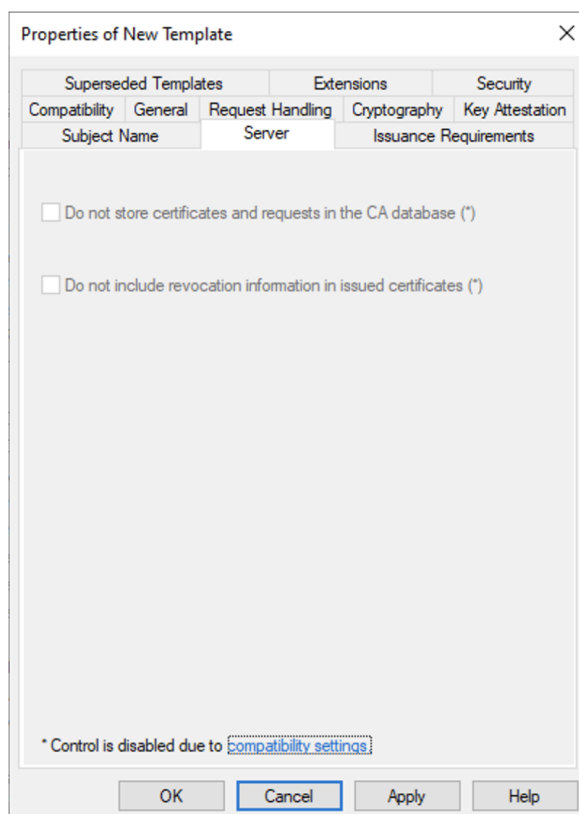 Properties of New Template
Superseded Templates Extensions Security
Compatibility General Request Handling Cryptography Key Attestation
Subject Name Server Issuance Requirements
Do not store certificates and requests in the CA database (*)
Do not include revocation information in issued certificates (*)
* Control is disabled due to compatibility settings.
OK Cancel Apply Help